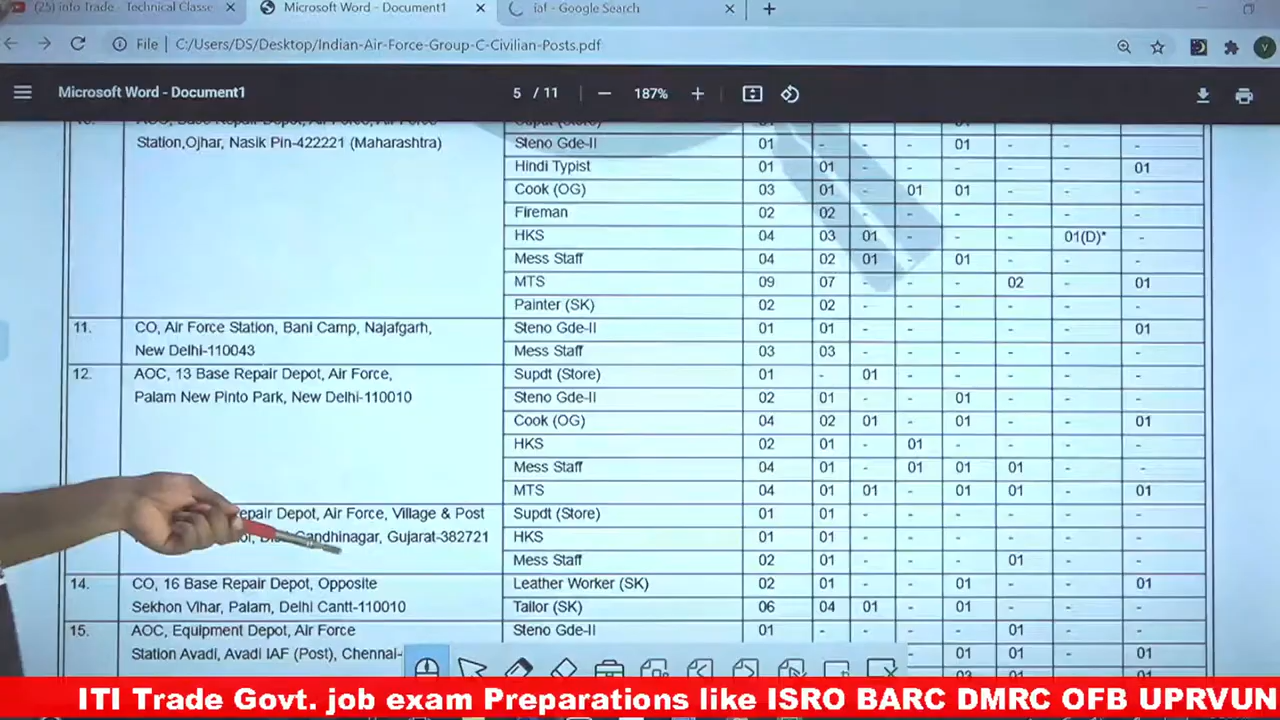 (25) info Trade - Technical Classe
Microsoft Word - Document1
iaf - Google Search
File C:/Users/DS/Desktop/Indian-Air-Force-Group-C-Civilian-Posts.pdf
V
Microsoft Word - Document1 5 / 11 187%
Station,Ojhar, Nasik Pin-422221 (Maharashtra) Steno Gde-II 01 - - - 01 - - -
Hindi Typist 01 01 - - - - - 01
Cook (OG) 03 01 - 01 01 - - -
Fireman 02 02 - - - - - -
HKS 04 03 01 - - - 01(D)* -
Mess Staff 04 02 01 - 01 - - -
MTS 09 07 - - - 02 - 01
Painter (SK) 02 02 - - - - - -
11. CO, Air Force Station, Bani Camp, Najafgarh, Steno Gde-II 01 01 - - - - - 01
New Delhi-110043 Mess Staff 03 03 - - - - - -
12. AOC, 13 Base Repair Depot, Air Force, Supdt (Store) 01 - 01 - - - - -
Palam New Pinto Park, New Delhi-110010 Steno Gde-II 02 01 - - 01 - - -
Cook (OG) 04 02 01 - 01 - - 01
HKS 02 01 - 01 - - - -
Mess Staff 04 01 - 01 01 01 - -
MTS 04 01 01 - 01 01 - 01
epair Depot, Air Force, Village & Post Supdt (Store) 01 01 - - - - - -
Gandhinagar, Gujarat-382721 HKS 01 01 - - - - - -
Mess Staff 02 01 - - - 01 - -
14. CO, 16 Base Repair Depot, Opposite Leather Worker (SK) 02 01 - - 01 - - 01
Sekhon Vihar, Palam, Delhi Cantt-110010 Tailor (SK) 06 04 01 - 01 - - -
15. AOC, Equipment Depot, Air Force Steno Gde-II 01 - - - - 01 - -
Station Avadi, Avadi IAF (Post), Chennai- - 01 01 - 01
ITI Trade Govt. job exam Preparations like ISRO BARC DMRC OFB UPRVUN